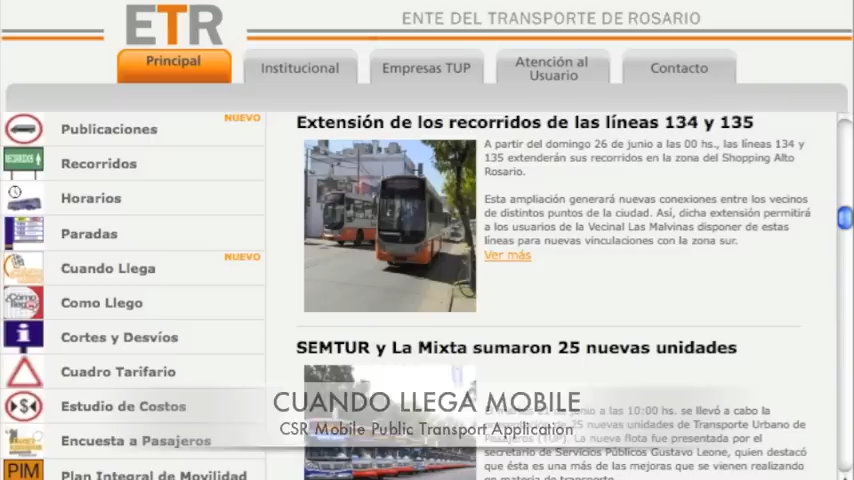 ETR
ENTE DEL TRANSPORTE DE ROSARIO
Principal
Institucional
Empresas TUP
Atención al
Usuario
Contacto
NUEVO
Publicaciones
Recorridos
Horarios
Paradas
NUEVO
Cuando Llega
Como Llego
Cortes y Desvíos
Cuadro Tarifario
Estudio de Costos
Encuesta a Pasajeros
PIM
Plan Integral de Movilidad
Extensión de los recorridos de las líneas 134 y 135
A partir del domingo 26 de junio a las 00 hs., las líneas 134 y
135 extenderán sus recorridos en la zona del Shopping Alto
Rosario.
Esta ampliación generará nuevas conexiones entre los vecinos
de distintos puntos de la ciudad. Así, dicha extensión permitirá
a los usuarios de la Vecinal Las Malvinas disponer de estas
líneas para nuevas vinculaciones con la zona sur.
Ver más
SEMTUR y La Mixta sumaron 25 nuevas unidades
de junio a las 10:00 hs. se llevó a cabo la
25 nuevas unidades de Transporte Urbano de
Pasajeros (TUP). La nueva flota fue presentada por el
secretario de Servicios Públicos Gustavo Leone, quien destacó
que ésta es una más de las mejoras que se vienen realizando
en materia de transporte.
CUANDO LLEGA MOBILE
CSR Mobile Public Transport Application